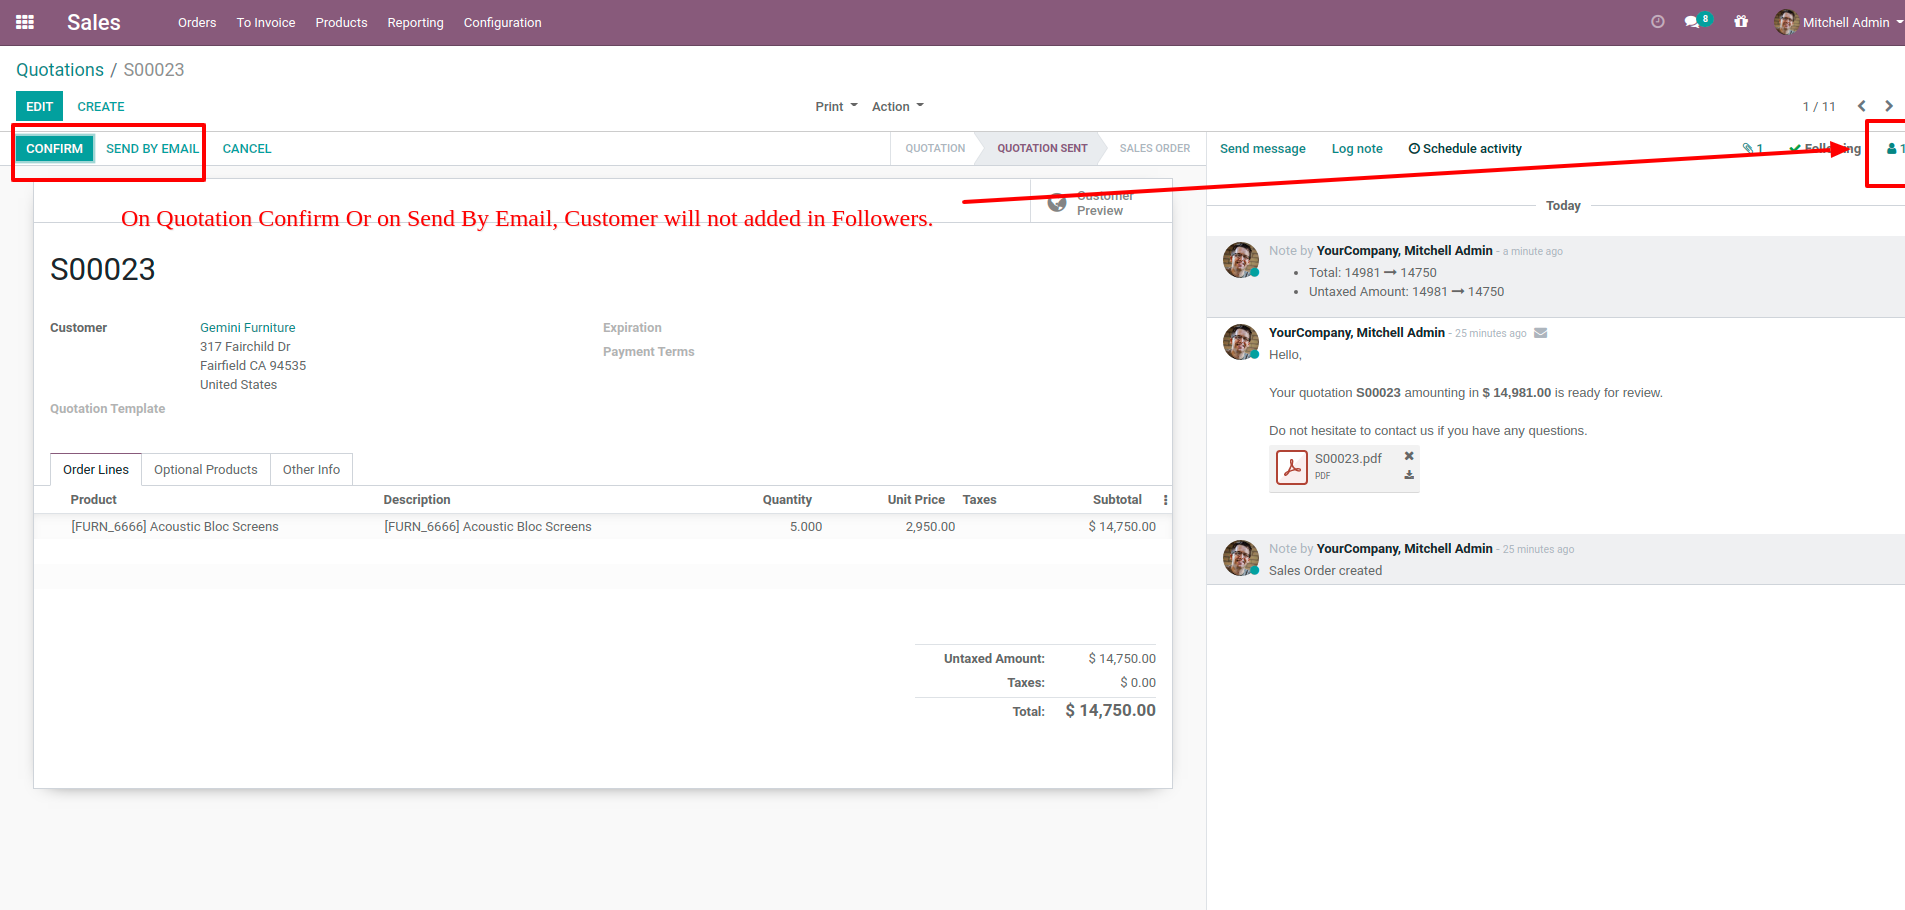 Sales Orders To Invoice Products Reporting Configuration 8 Mitchell Admin
Quotations / S00023
EDIT CREATE Print Action 1 / 11
CONFIRM SEND BY EMAIL CANCEL QUOTATION QUOTATION SENT SALES ORDER Send message Log note Schedule activity 1 Following 1
Customer
Preview
On Quotation Confirm Or on Send By Email, Customer will not added in Followers.
S00023
Customer Gemini Furniture
317 Fairchild Dr
Fairfield CA 94535
United States
Expiration
Payment Terms
Quotation Template
Order Lines Optional Products Other Info
Product Description Quantity Unit Price Taxes Subtotal
[FURN_6666] Acoustic Bloc Screens [FURN_6666] Acoustic Bloc Screens 5.000 2,950.00 $ 14,750.00
Untaxed Amount: $ 14,750.00
Taxes: $ 0.00
Total: $ 14,750.00
Today
Note by YourCompany, Mitchell Admin - a minute ago
Total: 14981 → 14750
Untaxed Amount: 14981 → 14750
YourCompany, Mitchell Admin - 25 minutes ago
Hello,
Your quotation S00023 amounting in $ 14,981.00 is ready for review.
Do not hesitate to contact us if you have any questions.
S00023.pdf
PDF
Note by YourCompany, Mitchell Admin - 25 minutes ago
Sales Order created